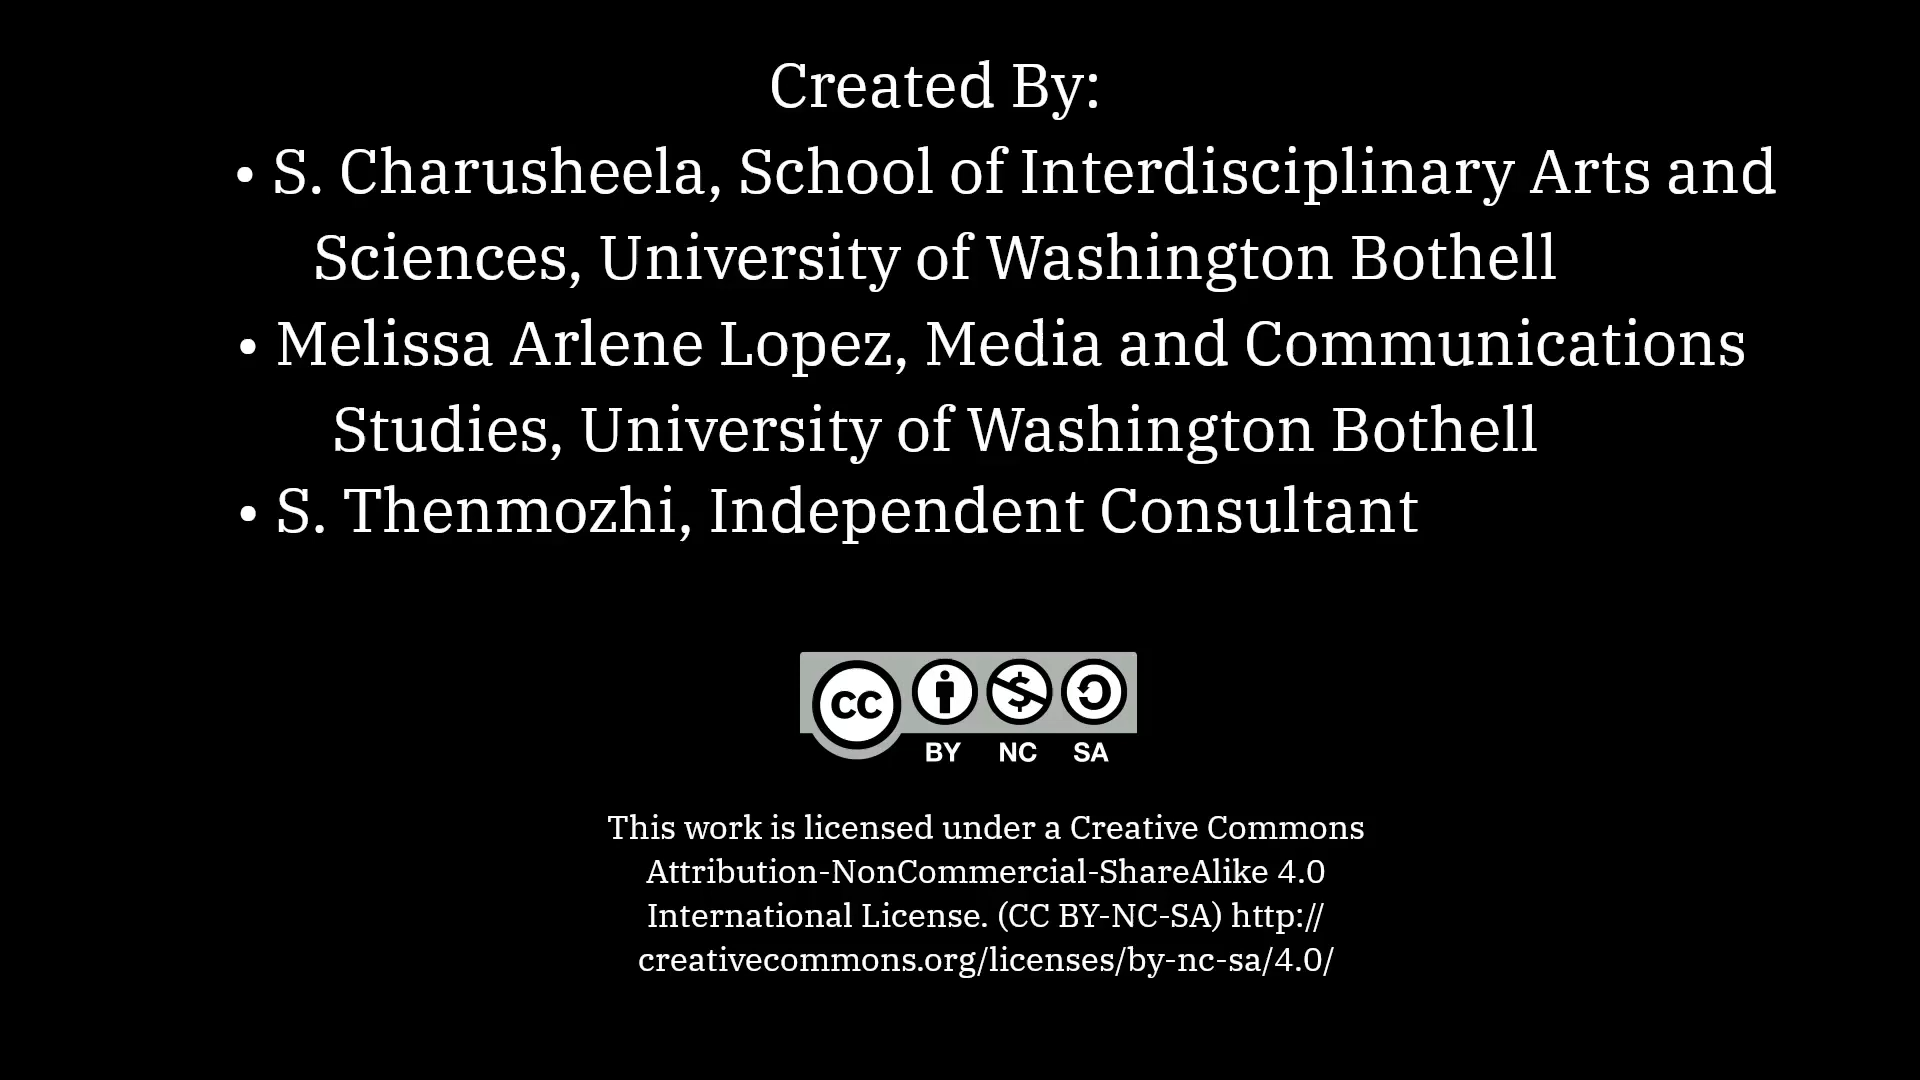 Created By:
• S. Charusheela, School of Interdisciplinary Arts and
Sciences, University of Washington Bothell
• Melissa Arlene Lopez, Media and Communications
Studies, University of Washington Bothell
• S. Thenmozhi, Independent Consultant
CC
BY NC SA
This work is licensed under a Creative Commons
Attribution-NonCommercial-ShareAlike 4.0
International License. (CC BY-NC-SA) http://
creativecommons.org/licenses/by-nc-sa/4.0/